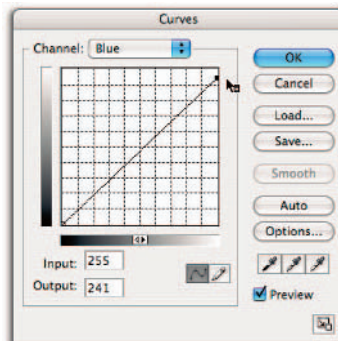 Curves
Channel: Blue
OK
Cancel
Load...
Save...
Smooth
Auto
Options...
Input: 255
Output: 241
Preview